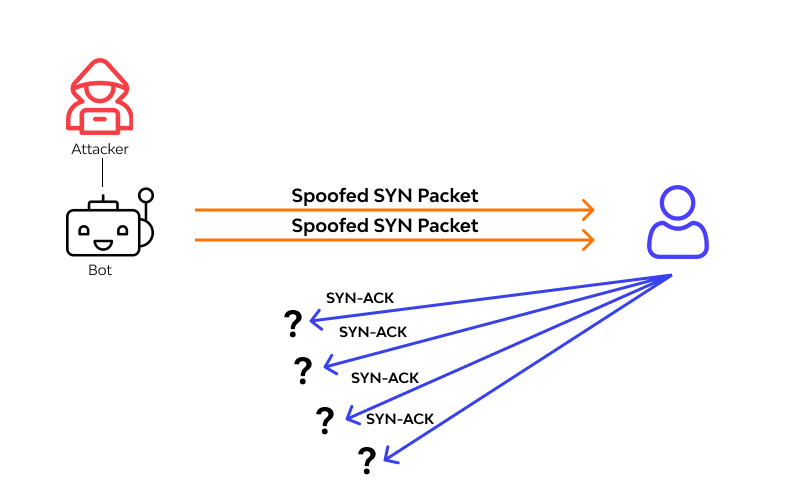 Attacker
Spoofed SYN Packet
Spoofed SYN Packet
Bot
SYN-ACK
?
SYN-ACK
?
SYN-ACK
?
SYN-ACK
?